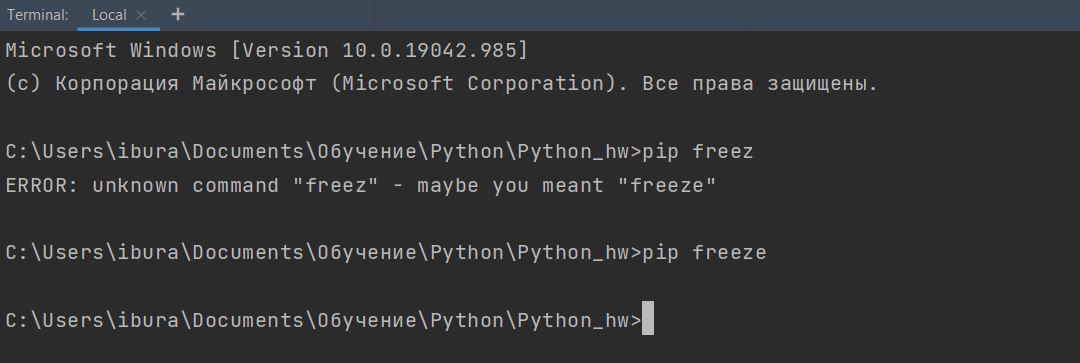 Terminal: Local × +
Microsoft Windows [Version 10.0.19042.985]
(c) Корпорация Майкрософт (Microsoft Corporation). Все права защищены.
C:\Users\ibura\Documents\Обучение\Python\Python_hw>pip freez
ERROR: unknown command "freez" - maybe you meant "freeze"
C:\Users\ibura\Documents\Обучение\Python\Python_hw>pip freeze
C:\Users\ibura\Documents\Обучение\Python\Python_hw>